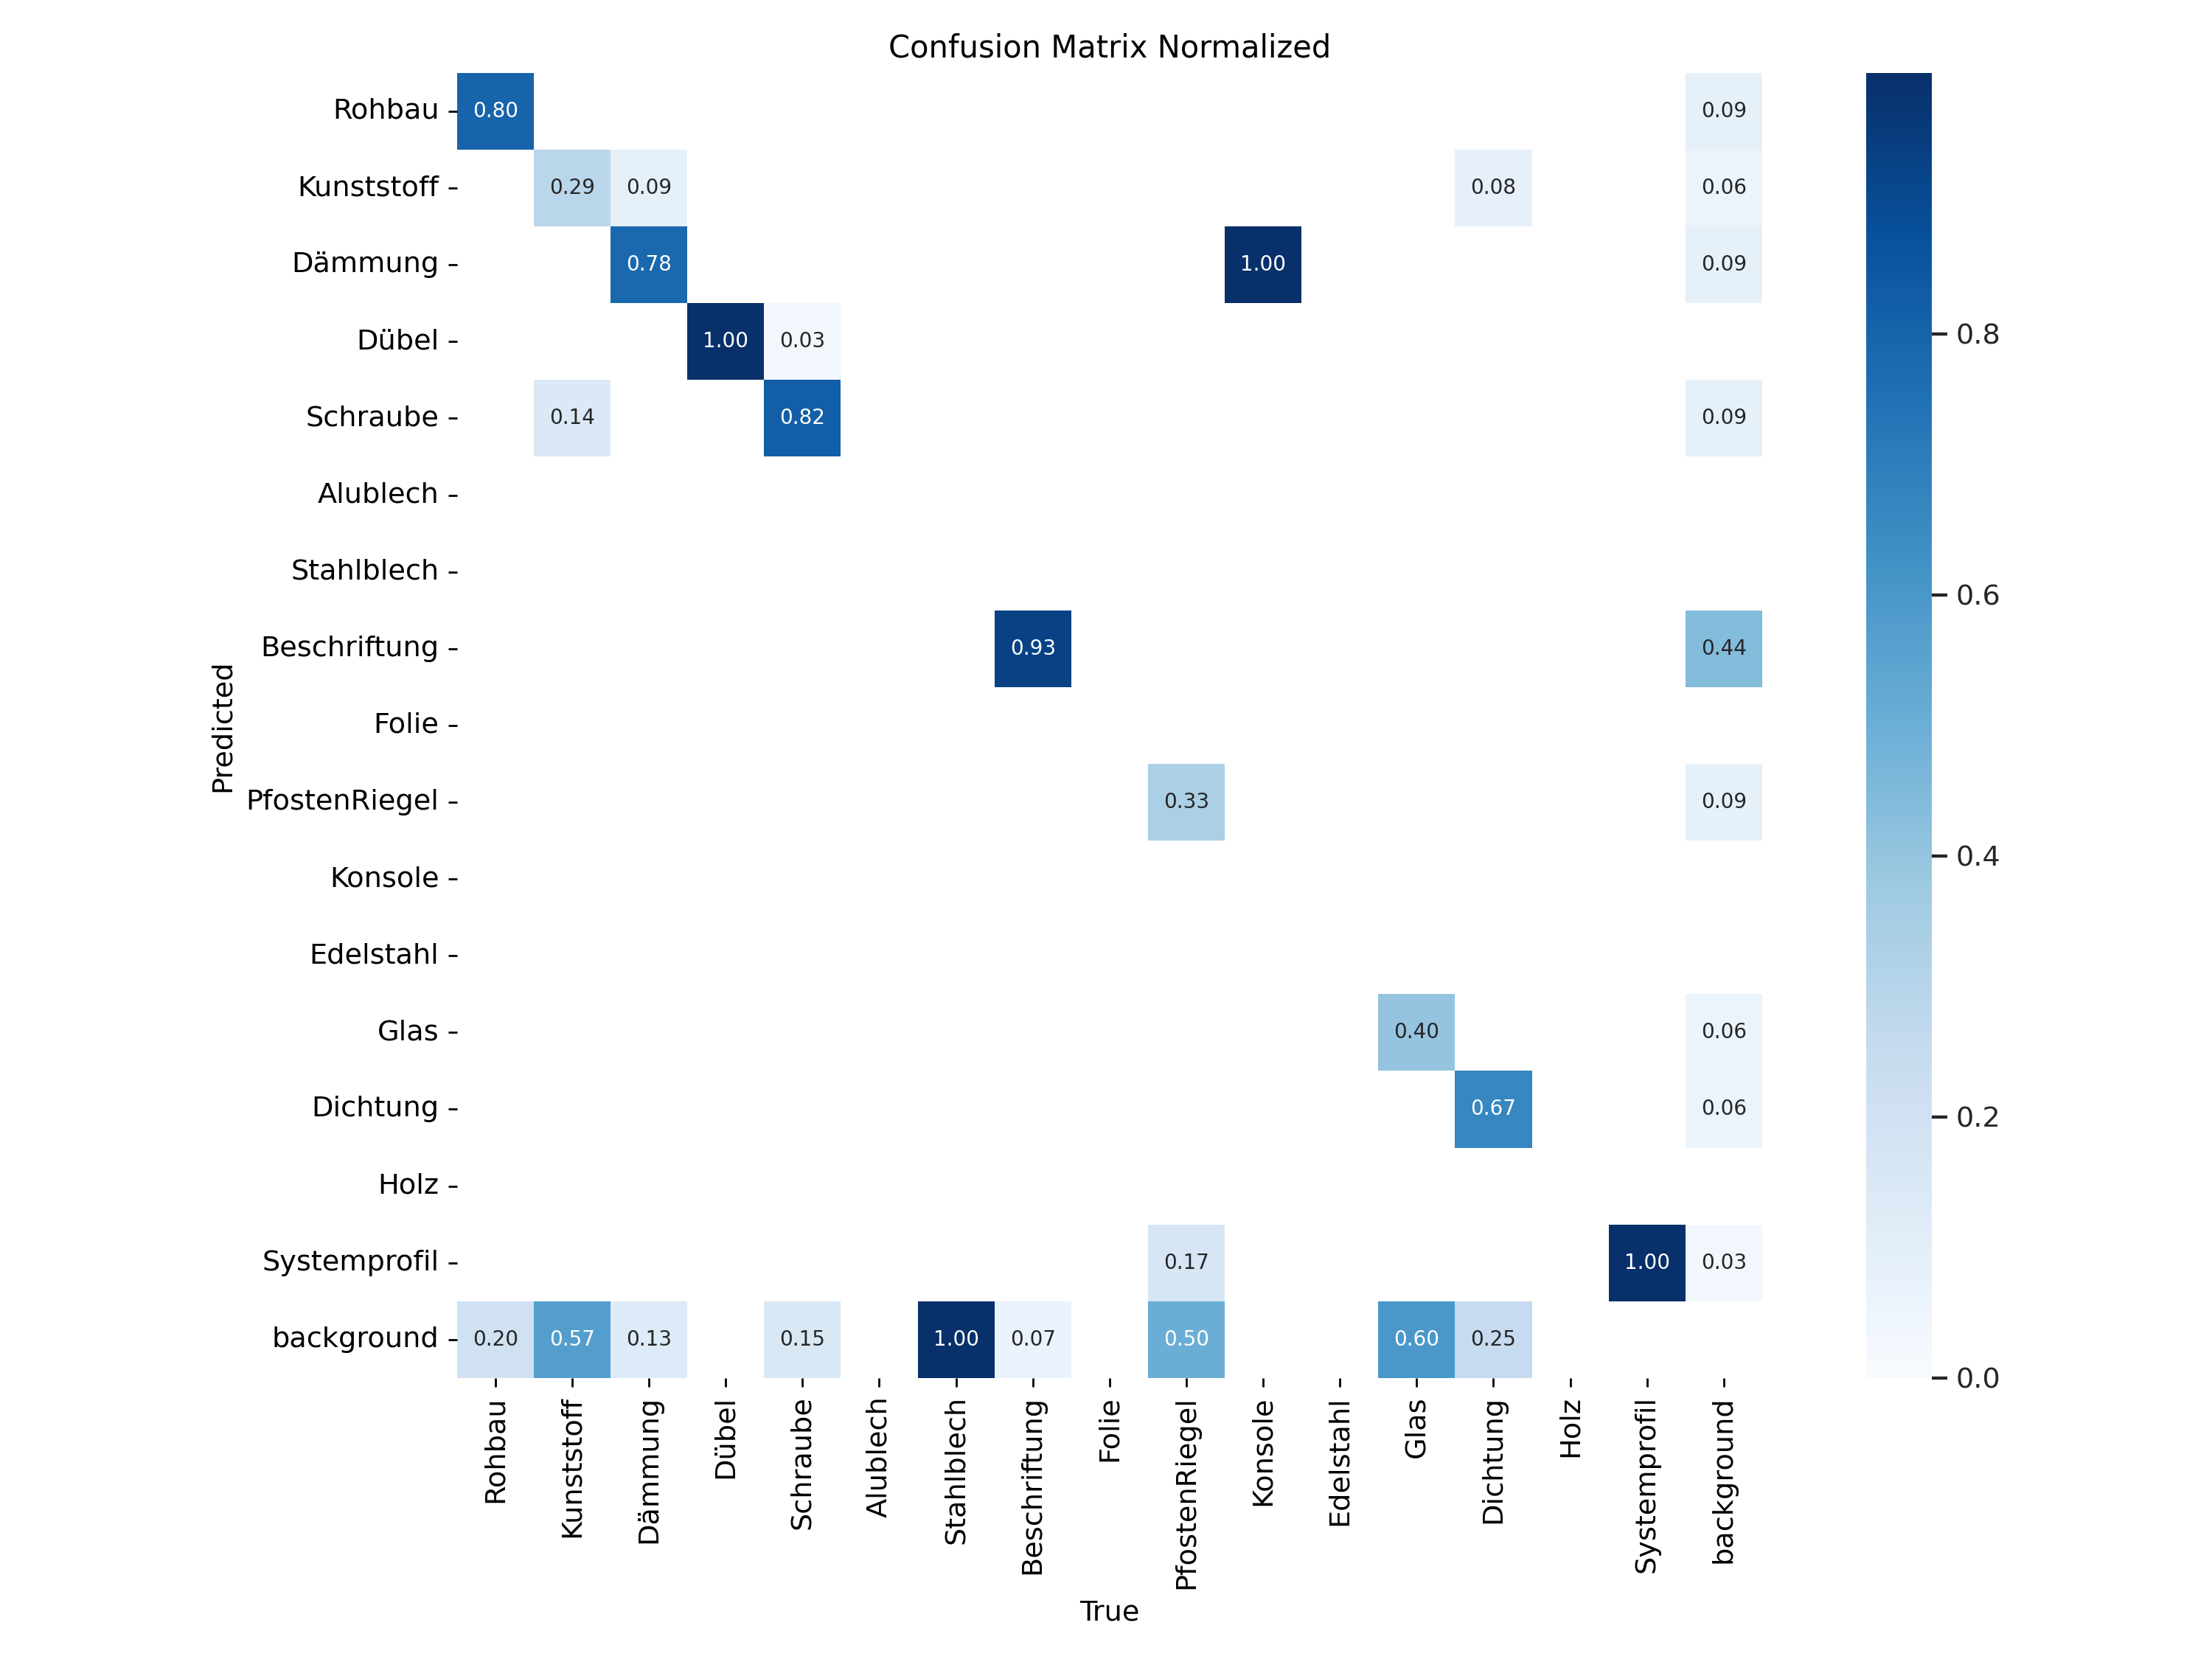 Confusion Matrix Normalized
Rohbau 0.80 0.09
Kunststoff 0.29 0.09 0.08 0.06
Dämmung 0.78 1.00 0.09
Dübel 1.00 0.03
Schraube 0.14 0.82 0.09
Alublech
Stahlblech
Beschriftung 0.93 0.44
Folie
PfostenRiegel 0.33 0.09
Konsole
Edelstahl
Glas 0.40 0.06
Dichtung 0.67 0.06
Holz
Systemprofil 0.17 1.00 0.03
background 0.20 0.57 0.13 0.15 1.00 0.07 0.50 0.60 0.25
Predicted
Rohbau
Kunststoff
Dämmung
Dübel
Schraube
Alublech
Stahlblech
Beschriftung
Folie
PfostenRiegel
Konsole
Edelstahl
Glas
Dichtung
Holz
Systemprofil
background
True
0.8
0.6
0.4
0.2
0.0